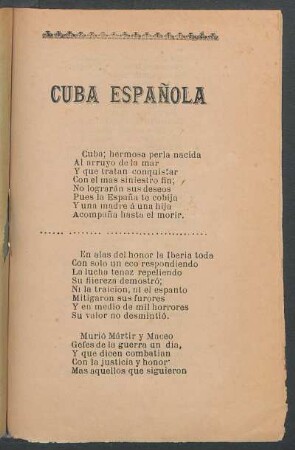 CUBA ESPAÑOLA
Cuba; hermosa perla nacida
Al arruyo de lo mar
Y que tratan conquistar
Con el mas siniestro fin;
No lograrán sus deseos
Pues la España te cobija
Y una madre á una hija
Acompaña hasta el morir.
...... ........ ................ ......................
En alas del honor la Iberia toda
Con solo un eco respondiendo
La lucha tenaz repeliendo
Su fiereza demostró;
Ni la traicion, ni el espanto
Mitigaron sus furores
Y en medio de mil horrores
Su valor no desmintió.
Murió Mártir y Maceo
Gefes de la guerra un dia,
Y que dicen combatian
Con la justicia y honor
Mas aquellos que siguieron